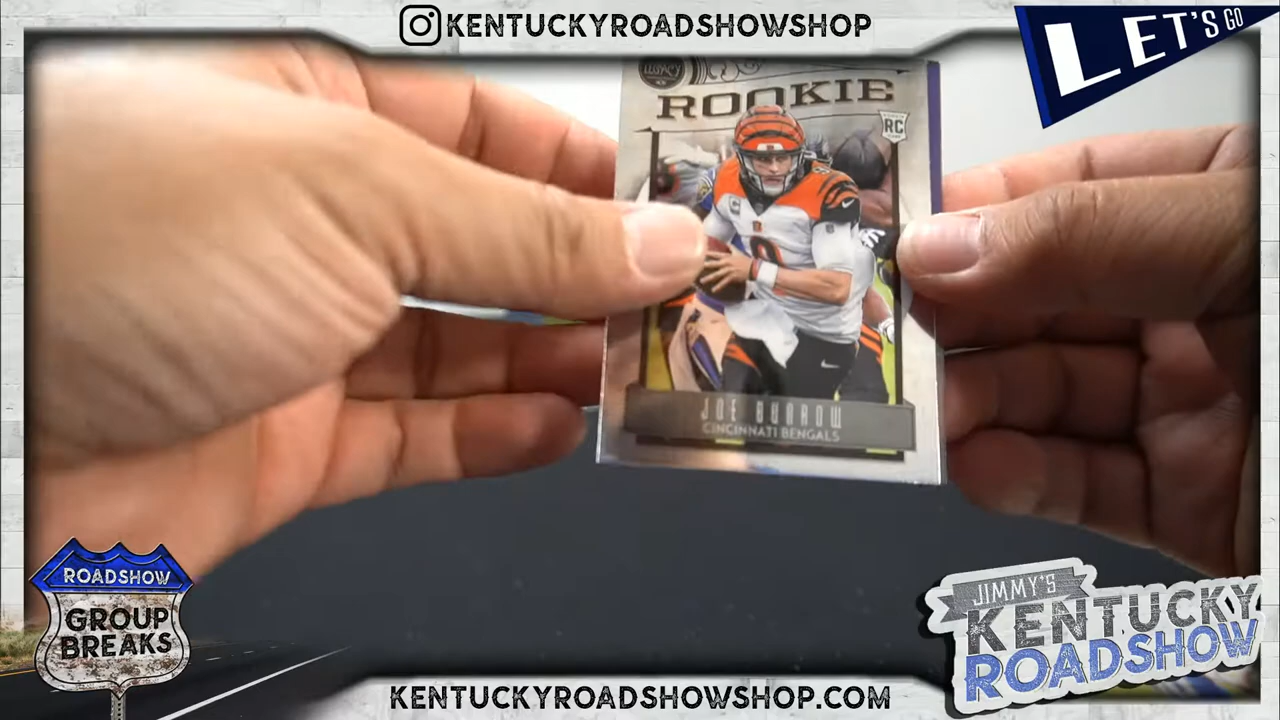 KENTUCKYROADSHOWSHOP
LET'S GO
LEGACY
ROOKIE
RC
JOE BURROW
CINCINNATI BENGALS
ROADSHOW
GROUP
BREAKS
JIMMY'S
KENTUCKY
ROADSHOW
KENTUCKYROADSHOWSHOP.COM